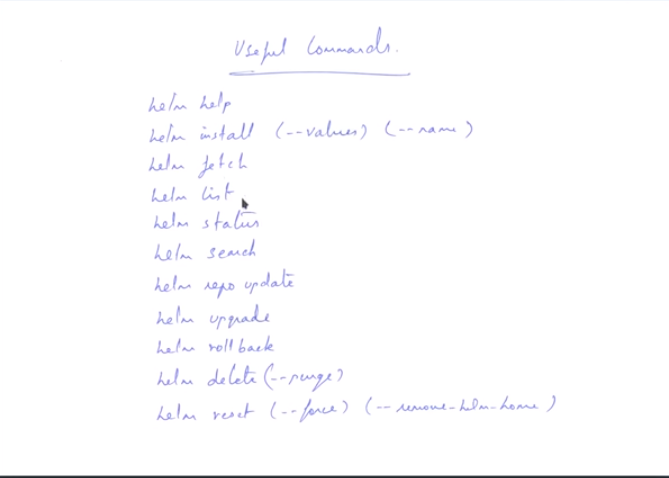 Useful Commands.
helm help
helm install (--values) (--name)
helm fetch
helm list
helm status
helm search
helm repo update
helm upgrade
helm rollback
helm delete (--purge)
helm reset (--force) (--remove-helm-home)